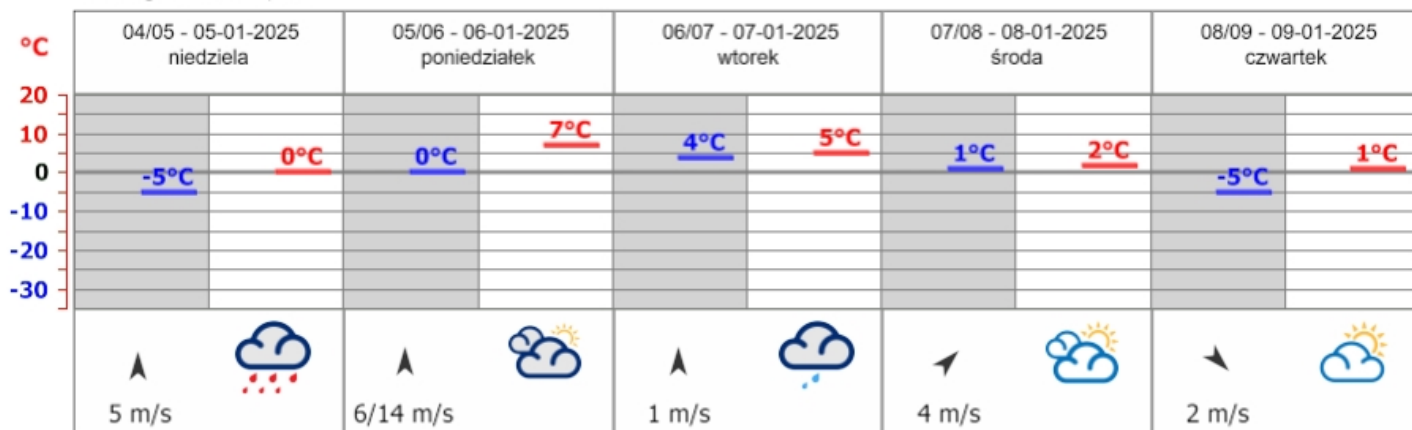 °C
04/05 - 05-01-2025
niedziela
05/06 - 06-01-2025
poniedziałek
06/07 - 07-01-2025
wtorek
07/08 - 08-01-2025
środa
08/09 - 09-01-2025
czwartek
20
10
0
-10
-20
-30
-5°C
0°C
0°C
7°C
4°C
5°C
1°C
2°C
-5°C
1°C
5 m/s
6/14 m/s
1 m/s
4 m/s
2 m/s